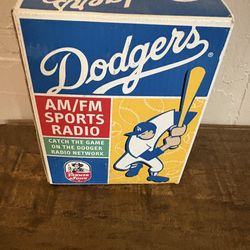 Dodgers
AM/FM
SPORTS
RADIO
CATCH THE GAME
ON THE DODGER
RADIO NETWORK